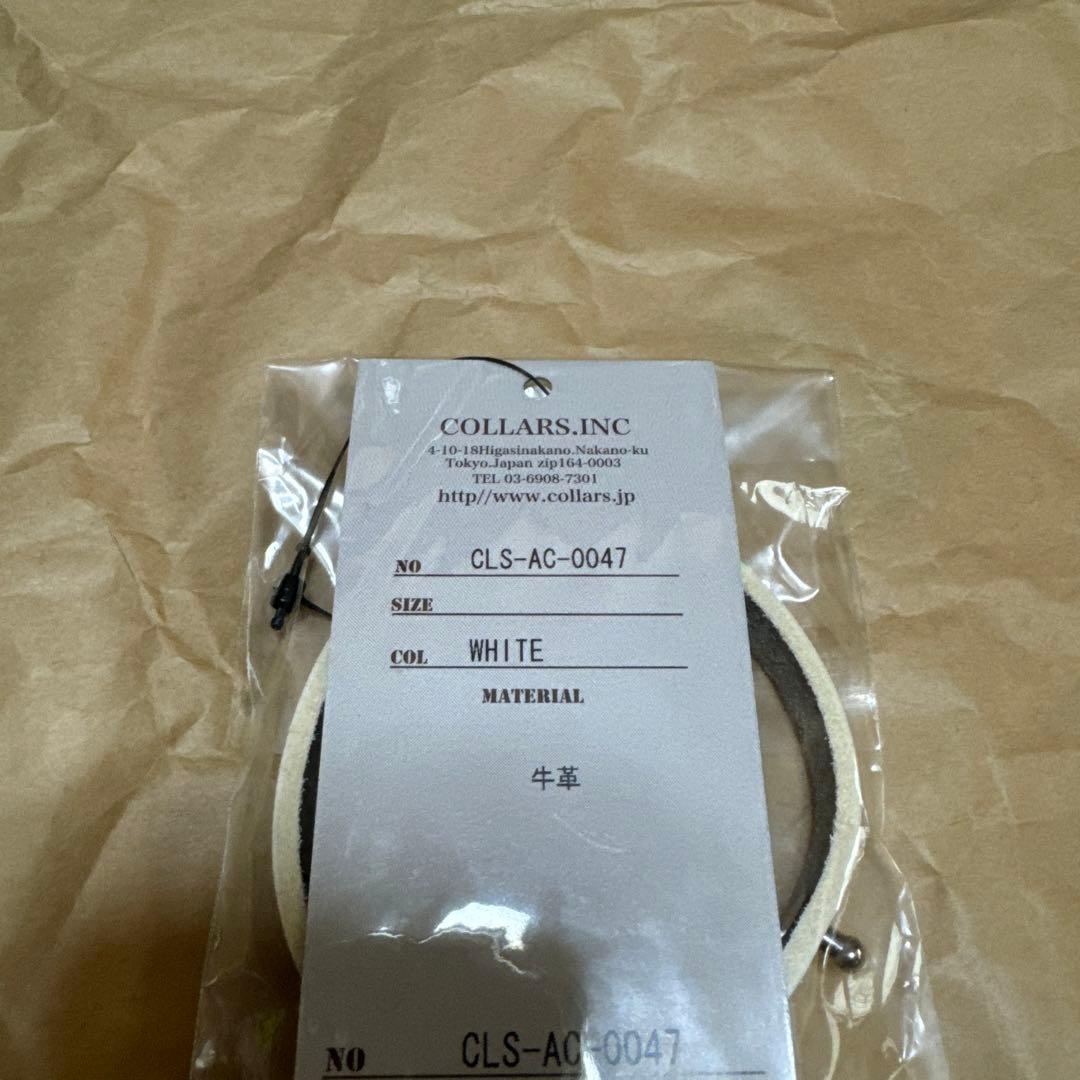 COLLARS.INC
4-10-18Higasinakano.Nakano-ku
Tokyo.Japan zip164-0003
TEL 03-6908-7301
http//www.collars.jp
NO CLS-AC-0047
SIZE
COL WHITE
MATERIAL
牛革
NO CLS-AC-0047